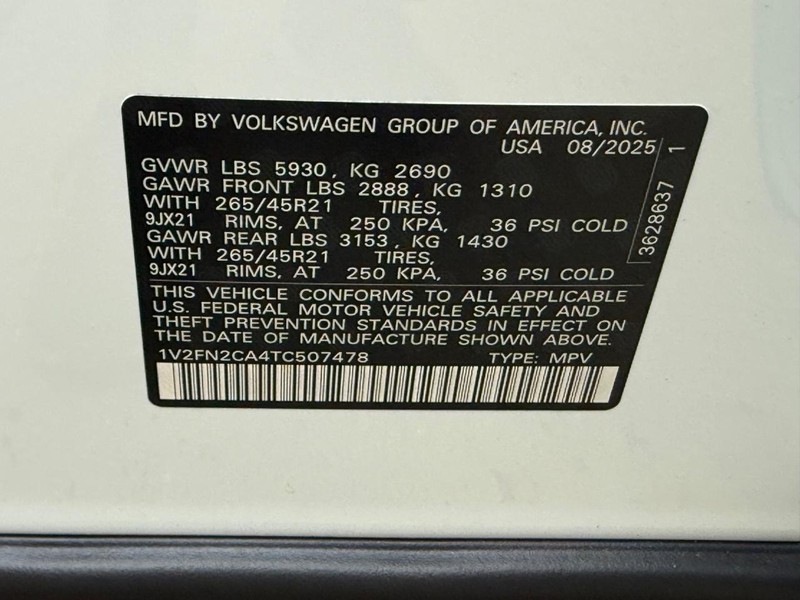 MFD BY VOLKSWAGEN GROUP OF AMERICA, INC.
USA 08/2025
GVWR LBS 5930, KG 2690
GAWR FRONT LBS 2888, KG 1310
WITH 265/45R21 TIRES,
9JX21 RIMS, AT 250 KPA, 36 PSI COLD
GAWR REAR LBS 3153, KG 1430
WITH 265/45R21 TIRES,
9JX21 RIMS, AT 250 KPA, 36 PSI COLD
3628637 1
THIS VEHICLE CONFORMS TO ALL APPLICABLE
U.S. FEDERAL MOTOR VEHICLE SAFETY AND
THEFT PREVENTION STANDARDS IN EFFECT ON
THE DATE OF MANUFACTURE SHOWN ABOVE.
1V2FN2CA4TC507478 TYPE: MPV